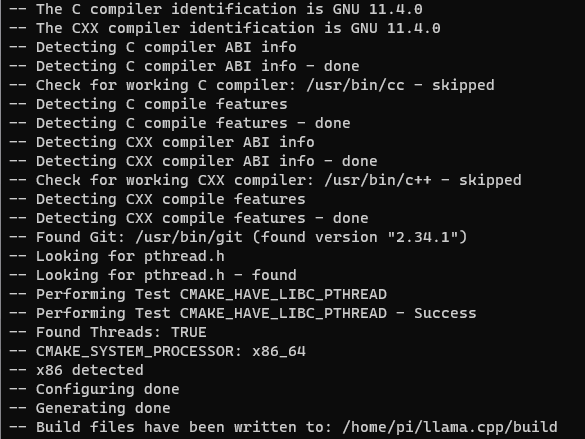 -- The C compiler identification is GNU 11.4.0
-- The CXX compiler identification is GNU 11.4.0
-- Detecting C compiler ABI info
-- Detecting C compiler ABI info - done
-- Check for working C compiler: /usr/bin/cc - skipped
-- Detecting C compile features
-- Detecting C compile features - done
-- Detecting CXX compiler ABI info
-- Detecting CXX compiler ABI info - done
-- Check for working CXX compiler: /usr/bin/c++ - skipped
-- Detecting CXX compile features
-- Detecting CXX compile features - done
-- Found Git: /usr/bin/git (found version "2.34.1")
-- Looking for pthread.h
-- Looking for pthread.h - found
-- Performing Test CMAKE_HAVE_LIBC_PTHREAD
-- Performing Test CMAKE_HAVE_LIBC_PTHREAD - Success
-- Found Threads: TRUE
-- CMAKE_SYSTEM_PROCESSOR: x86_64
-- x86 detected
-- Configuring done
-- Generating done
-- Build files have been written to: /home/pi/llama.cpp/build